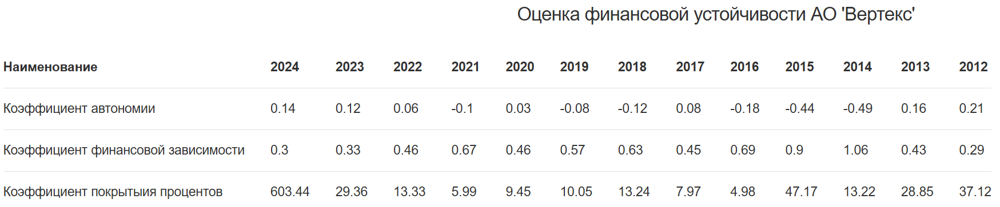 Оценка финансовой устойчивости АО 'Вертекс'
Наименование 2024 2023 2022 2021 2020 2019 2018 2017 2016 2015 2014 2013 2012
Коэффициент автономии 0.14 0.12 0.06 -0.1 0.03 -0.08 -0.12 0.08 -0.18 -0.44 -0.49 0.16 0.21
Коэффициент финансовой зависимости 0.3 0.33 0.46 0.67 0.46 0.57 0.63 0.45 0.69 0.9 1.06 0.43 0.29
Коэффициент покрытыия процентов 603.44 29.36 13.33 5.99 9.45 10.05 13.24 7.97 4.98 47.17 13.22 28.85 37.12